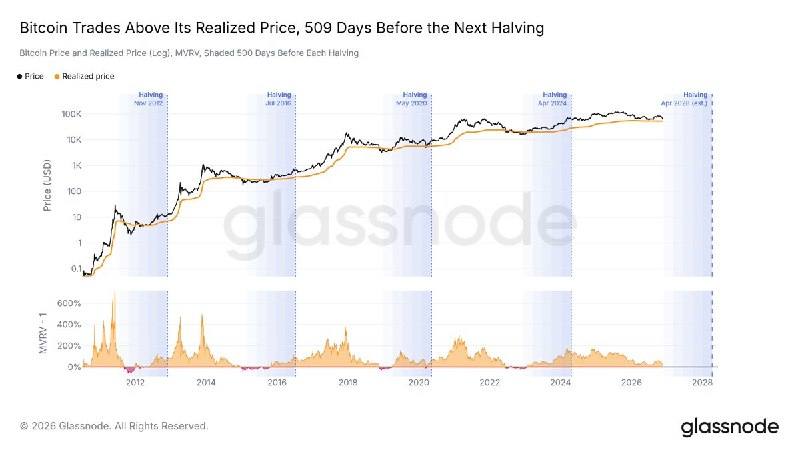 Bitcoin Trades Above Its Realized Price, 509 Days Before the Next Halving
Bitcoin Price and Realized Price (Log), MVRV, Shaded 500 Days Before Each Halving
Price
Realized price
Halving
Nov 2012
Halving
Jul 2016
Halving
May 2020
Halving
Apr 2024
Halving
Apr 2028 (est.)
Price (USD)
100K
10K
1K
100
10
1
0.1
glassnode
MVRV - 1
600%
400%
200%
0%
2012
2014
2016
2018
2020
2022
2024
2026
2028
© 2026 Glassnode. All Rights Reserved.
glassnode